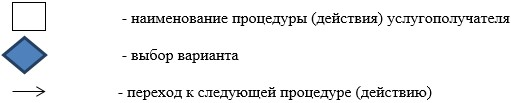 - наименование процедуры (действия) услугополучателя
- выбор варианта
- переход к следующей процедуре (действию)